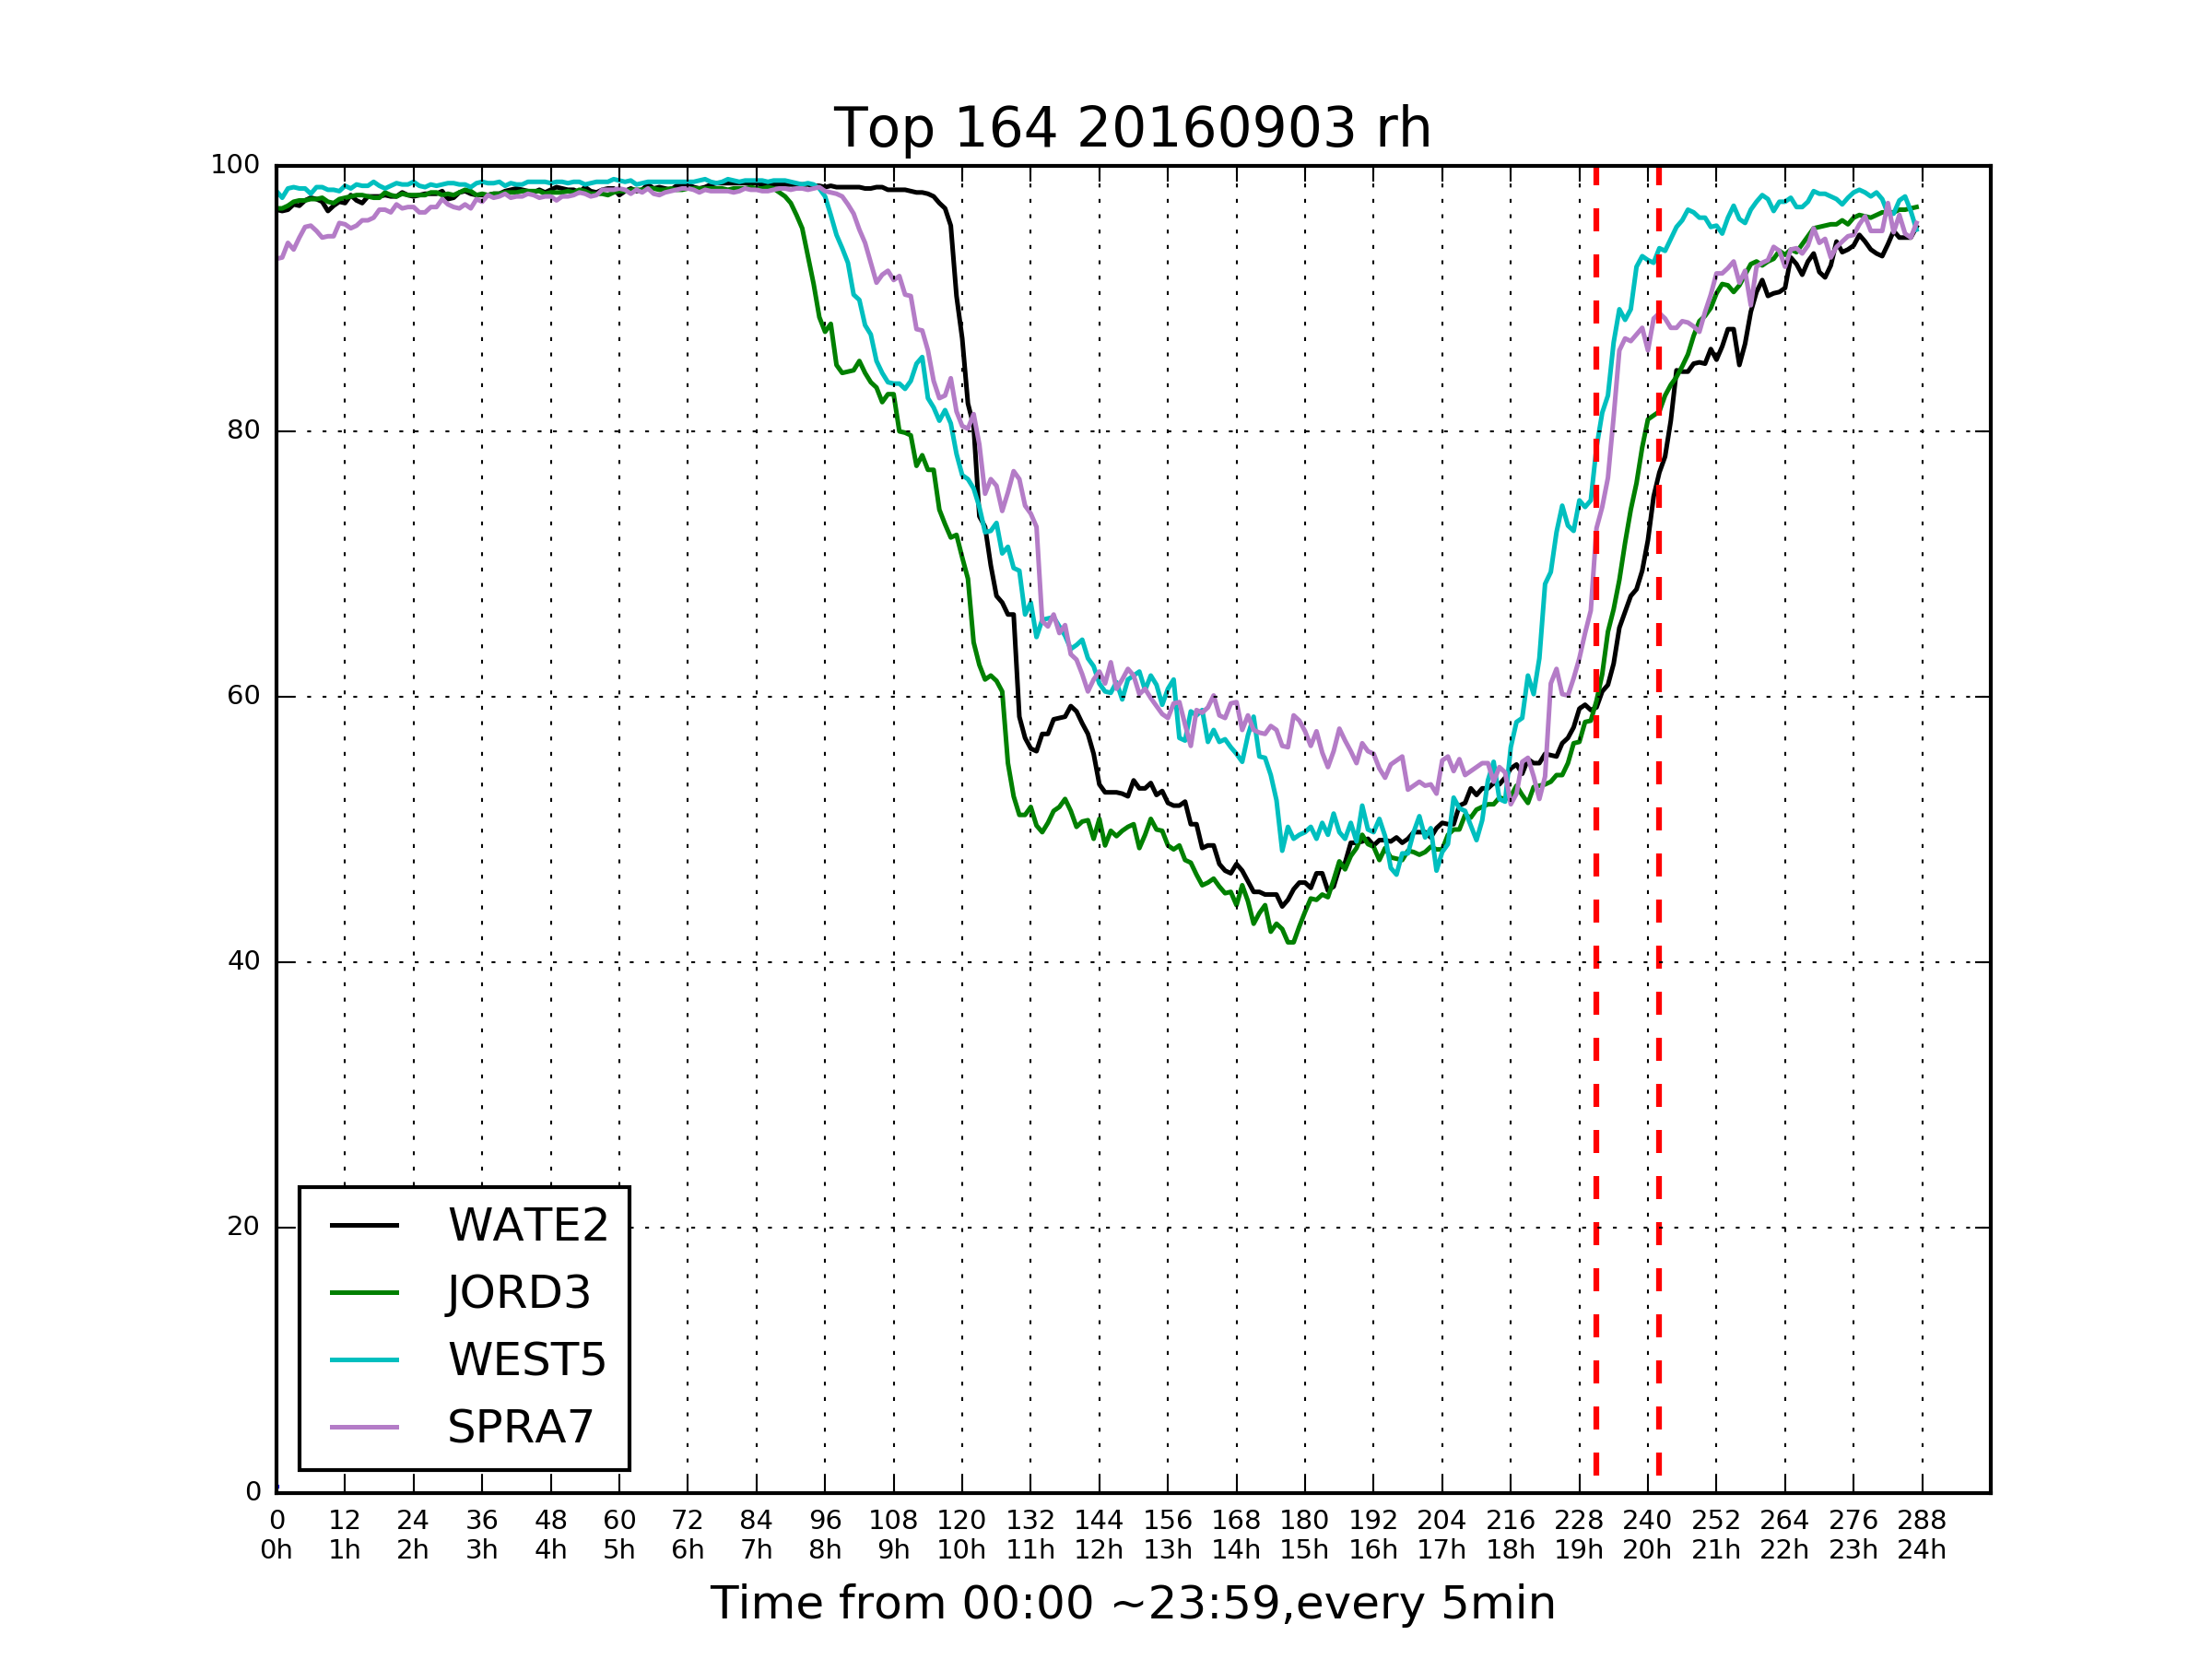 Top 164 20160903 rh
100
80
60
40
20
0
WATE2
JORD3
WEST5
SPRA7
0 12 24 36 48 60 72 84 96 108 120 132 144 156 168 180 192 204 216 228 240 252 264 276 288
0h 1h 2h 3h 4h 5h 6h 7h 8h 9h 10h 11h 12h 13h 14h 15h 16h 17h 18h 19h 20h 21h 22h 23h 24h
Time from 00:00 ~23:59,every 5min